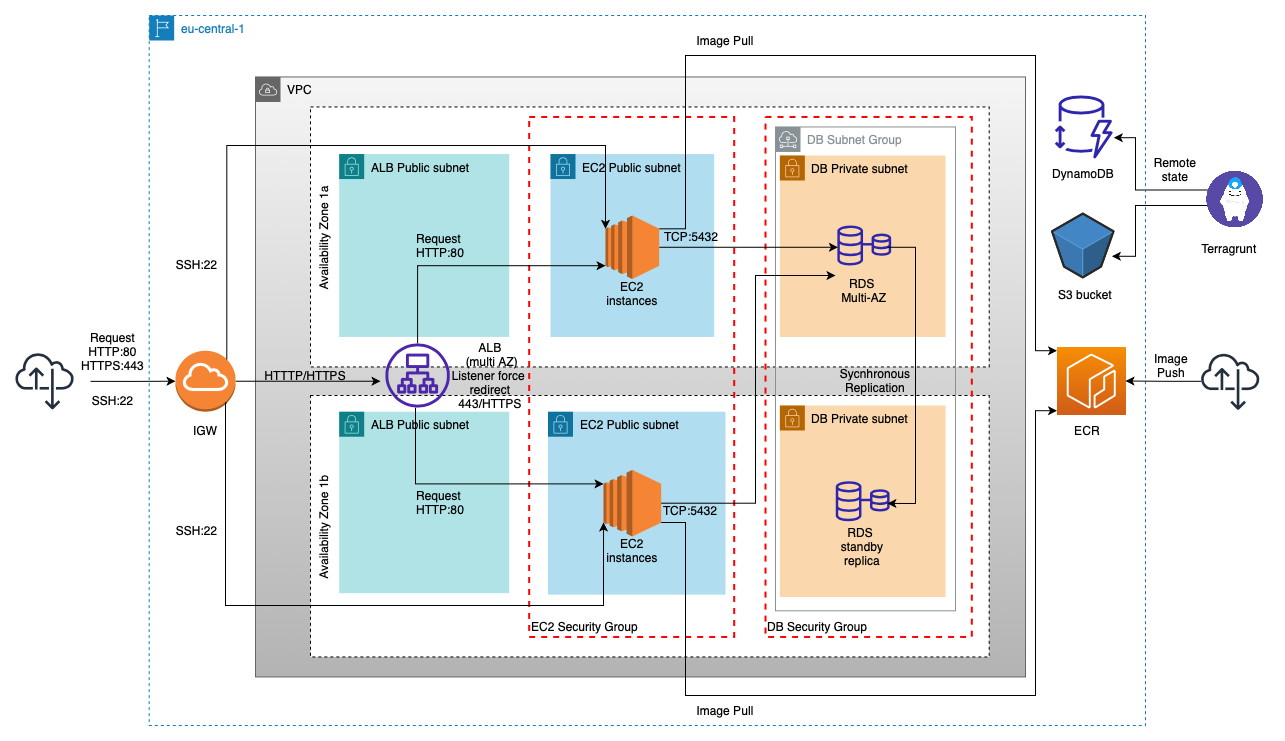 eu-central-1
Image Pull
VPC
DB Subnet Group
ALB Public subnet
EC2 Public subnet
DB Private subnet
DynamoDB
Remote
state
Availability Zone 1a
Request
HTTP:80
TCP:5432
SSH:22
EC2
instances
RDS
Multi-AZ
S3 bucket
Terragrunt
Request
HTTP:80
HTTPS:443
SSH:22
IGW
HTTTP/HTTPS
ALB
(multi AZ)
Listener force
redirect
443/HTTPS
Sycnhronous
Replication
Image
Push
ECR
ALB Public subnet
EC2 Public subnet
DB Private subnet
Availability Zone 1b
Request
HTTP:80
TCP:5432
SSH:22
EC2
instances
RDS
standby
replica
EC2 Security Group
DB Security Group
Image Pull